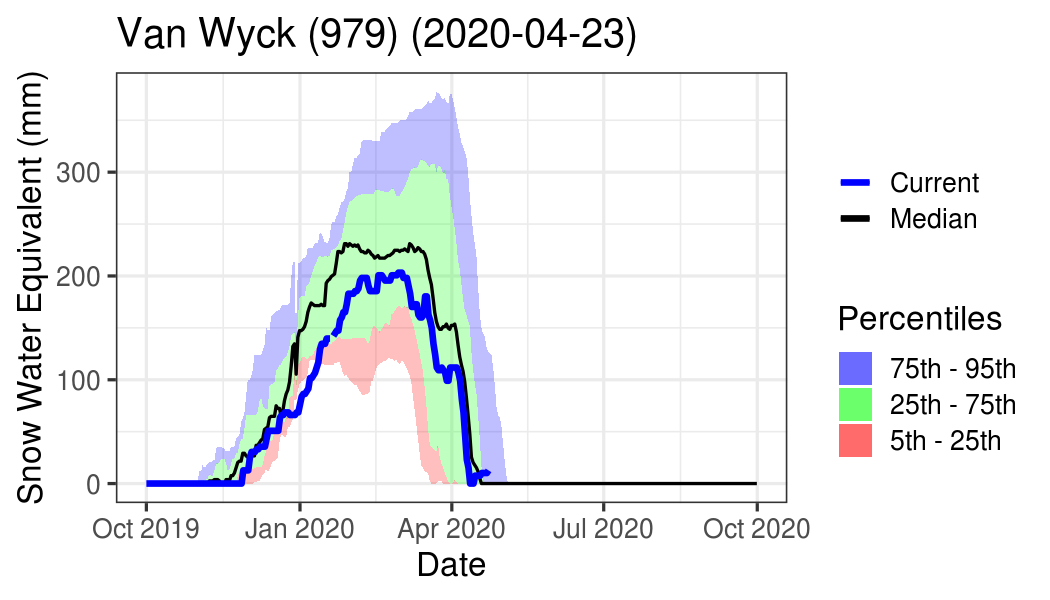 Van Wyck (979) (2020-04-23)
Snow Water Equivalent (mm)
300
200
100
0
Oct 2019
Jan 2020
Apr 2020
Jul 2020
Oct 2020
Date
Current
Median
Percentiles
75th - 95th
25th - 75th
5th - 25th